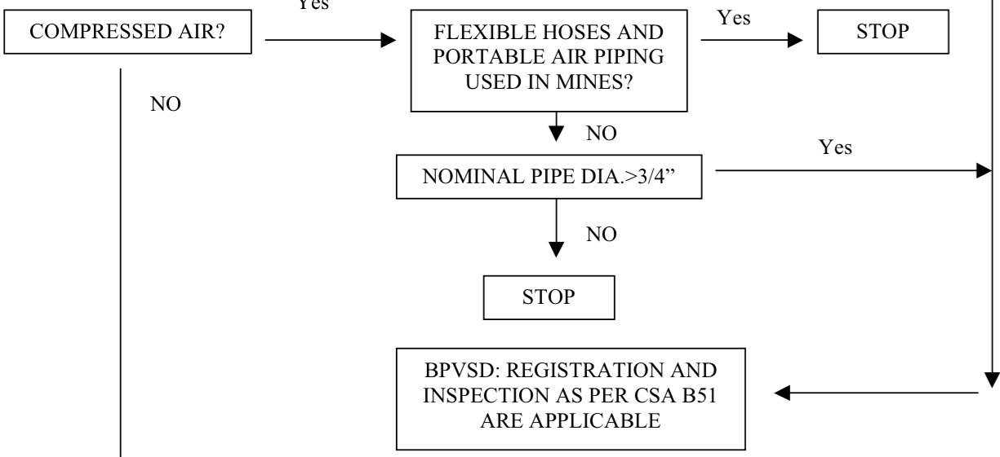 Yes
COMPRESSED AIR?
FLEXIBLE HOSES AND
PORTABLE AIR PIPING
USED IN MINES?
Yes
STOP
NO
NO
NOMINAL PIPE DIA.>3/4”
Yes
NO
STOP
BPVSD: REGISTRATION AND
INSPECTION AS PER CSA B51
ARE APPLICABLE